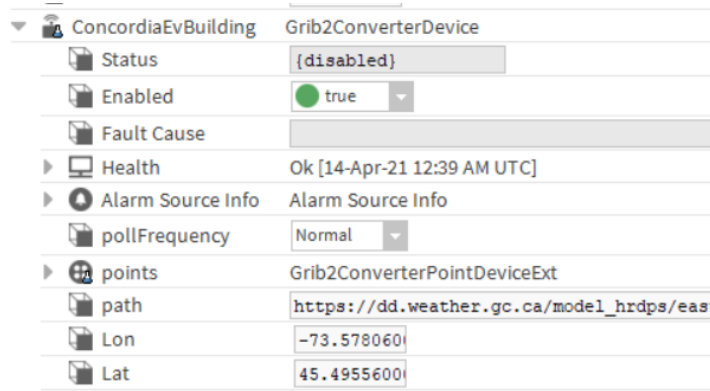 ConcordiaEvBuilding Grib2ConverterDevice
Status {disabled}
Enabled true
Fault Cause
Health Ok [14-Apr-21 12:39 AM UTC]
Alarm Source Info Alarm Source Info
pollFrequency Normal
points Grib2ConverterPointDeviceExt
path https://dd.weather.gc.ca/model_hrdps/eas
Lon -73.578060
Lat 45.4955600